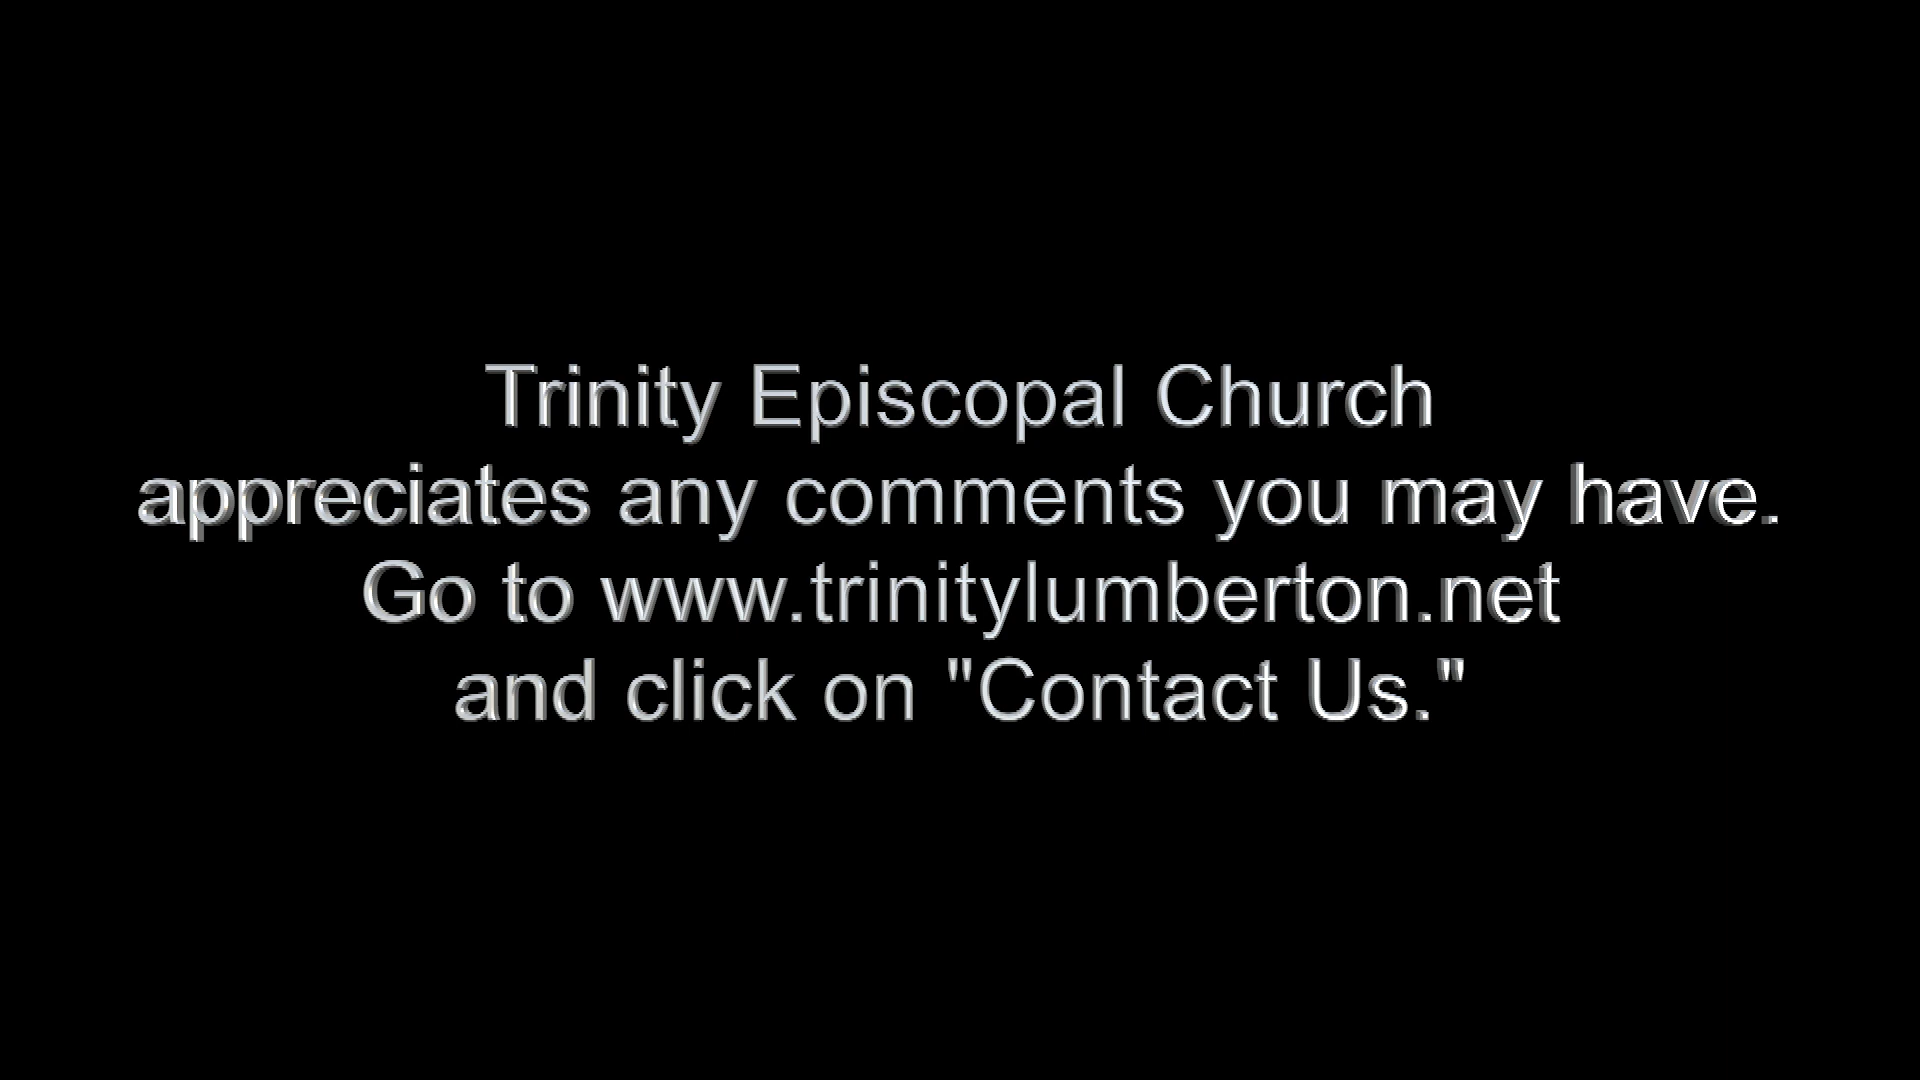 Trinity Episcopal Church
appreciates any comments you may have.
Go to www.trinitylumberton.net
and click on "Contact Us."